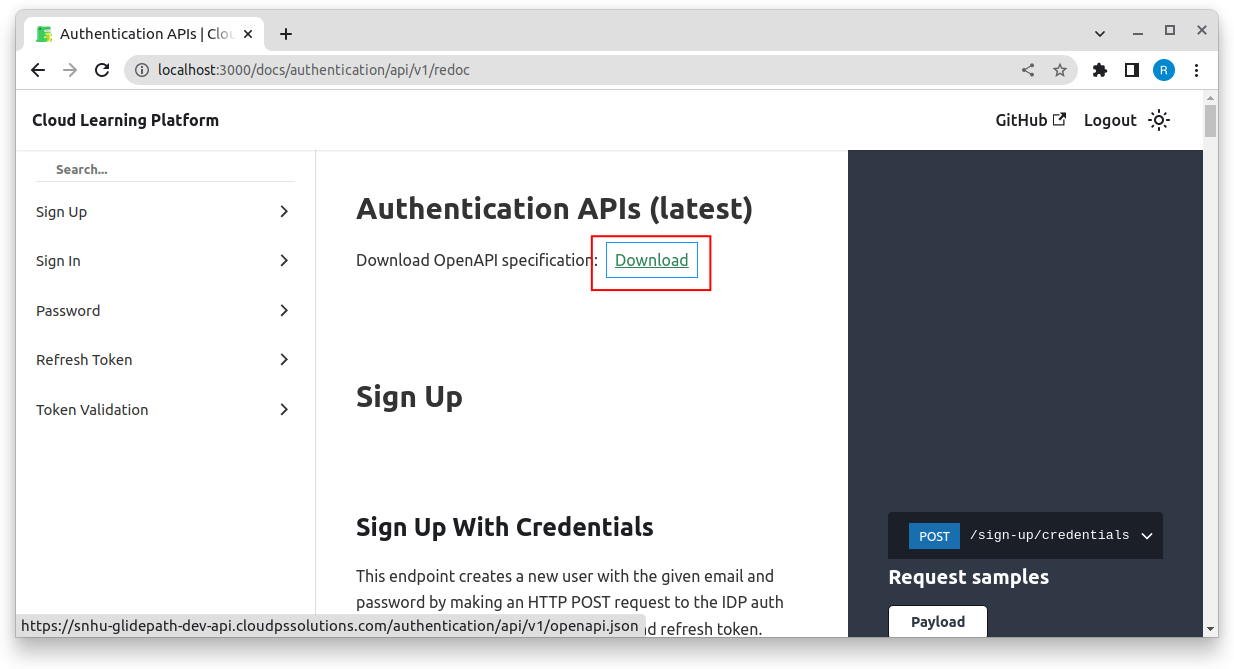 Authentication APIs | Clo
localhost:3000/docs/authentication/api/v1/redoc
R
Cloud Learning Platform
GitHub
Logout
Search...
Sign Up
Sign In
Password
Refresh Token
Token Validation
Authentication APIs (latest)
Download OpenAPI specification: Download
Sign Up
Sign Up With Credentials
This endpoint creates a new user with the given email and
password by making an HTTP POST request to the IDP auth
d refresh token.
POST /sign-up/credentials
Request samples
Payload
https://snhu-glidepath-dev-api.cloudpssolutions.com/authentication/api/v1/openapi.json